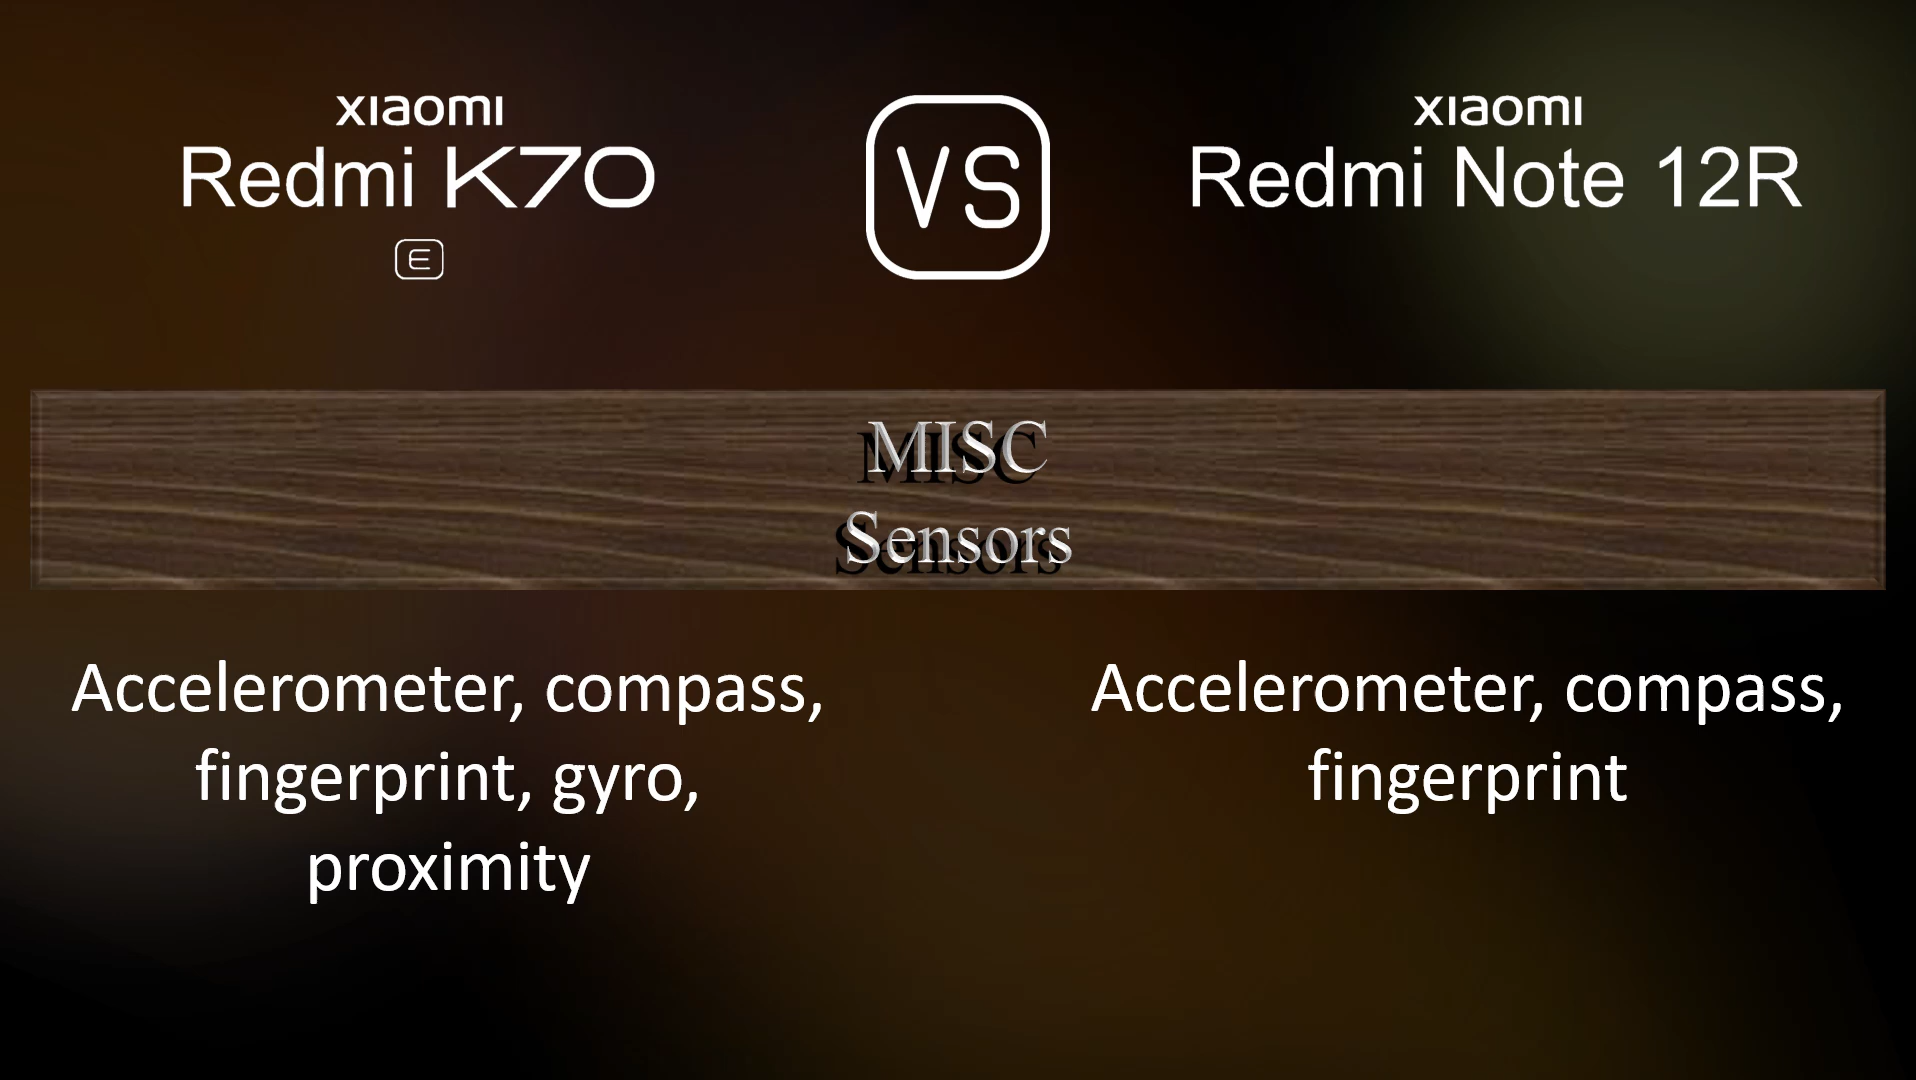 xiaomi
Redmi K70
E
VS
xiaomi
Redmi Note 12R
MISC
Sensors
Accelerometer, compass,
fingerprint, gyro,
proximity
Accelerometer, compass,
fingerprint